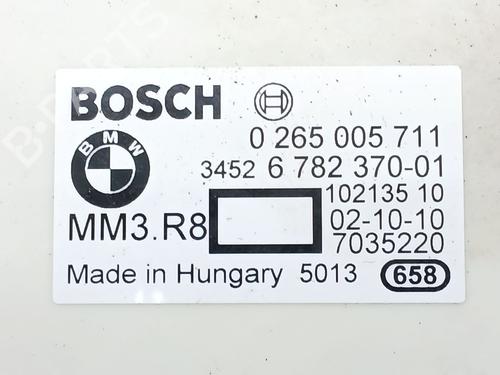 BOSCH
BMW
0 265 005 711
3452 6 782 370-01
102135 10
MM3.R8
02-10-10
7035220
Made in Hungary 5013 658
B-PARTS